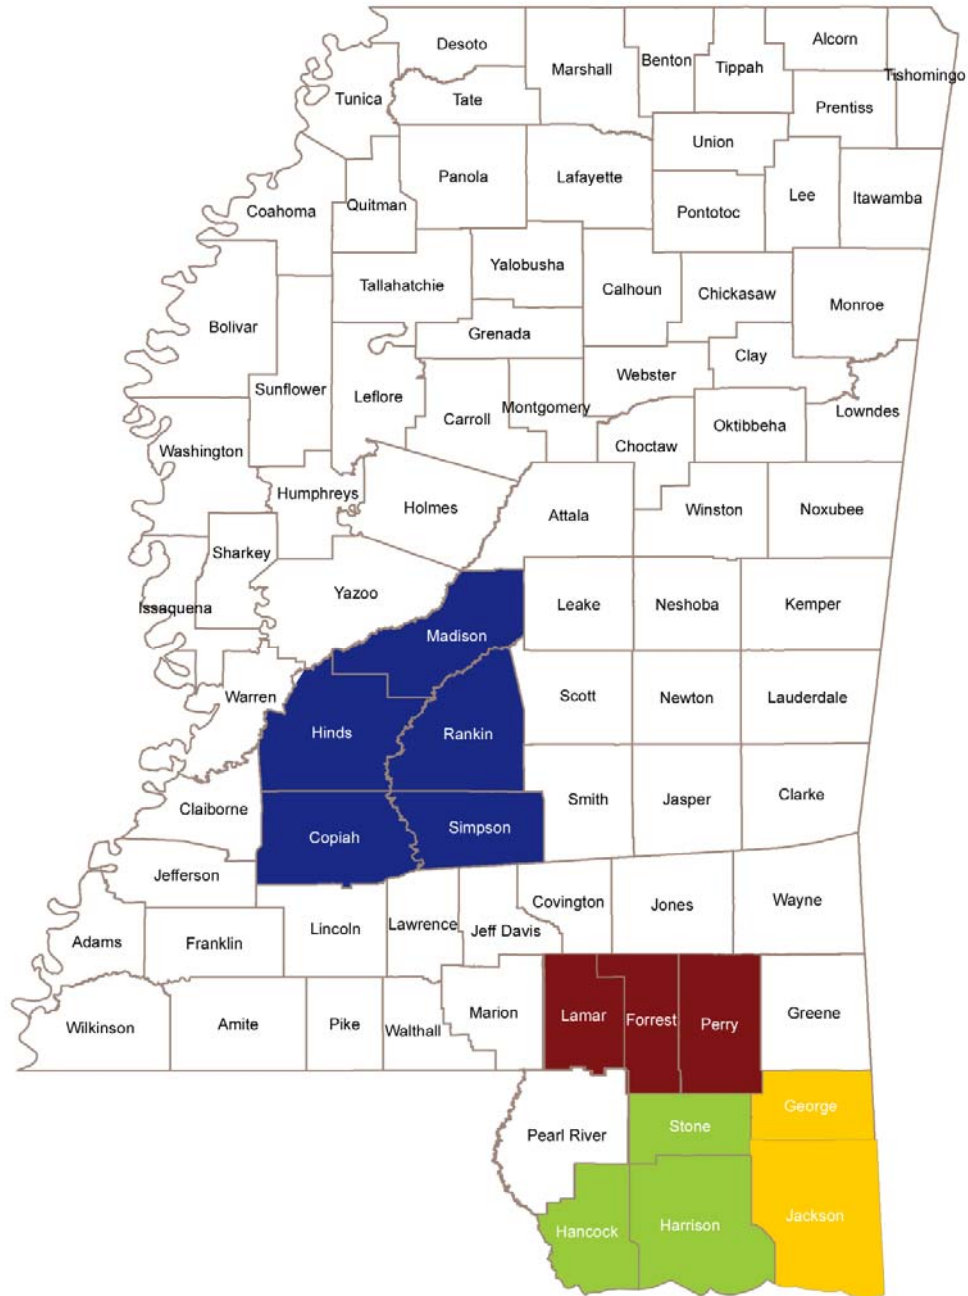 Desoto
Marshall
Benton
Tippah
Alcorn
Tishomingo
Tunica
Tate
Prentiss
Union
Panola
Lafayette
Lee
Itawamba
Coahoma
Quitman
Pontotoc
Yalobusha
Tallahatchie
Calhoun
Chickasaw
Monroe
Bolivar
Grenada
Clay
Webster
Sunflower
Leflore
Montgomery
Carroll
Lowndes
Oktibbeha
Choctaw
Washington
Humphreys
Holmes
Attala
Winston
Noxubee
Sharkey
Yazoo
Issaquena
Leake
Neshoba
Kemper
Madison
Warren
Scott
Newton
Lauderdale
Hinds
Rankin
Claiborne
Smith
Jasper
Clarke
Copiah
Simpson
Jefferson
Covington
Jones
Wayne
Lincoln
Lawrence
Jeff Davis
Adams
Franklin
Marion
Lamar
Forrest
Perry
Greene
Wilkinson
Amite
Pike
Walthall
George
Stone
Pearl River
Hancock
Harrison
Jackson